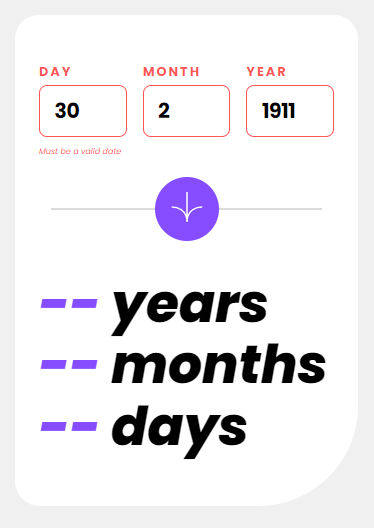 DAY MONTH YEAR
30 2 1911
Must be a valid date
-- years
-- months
-- days